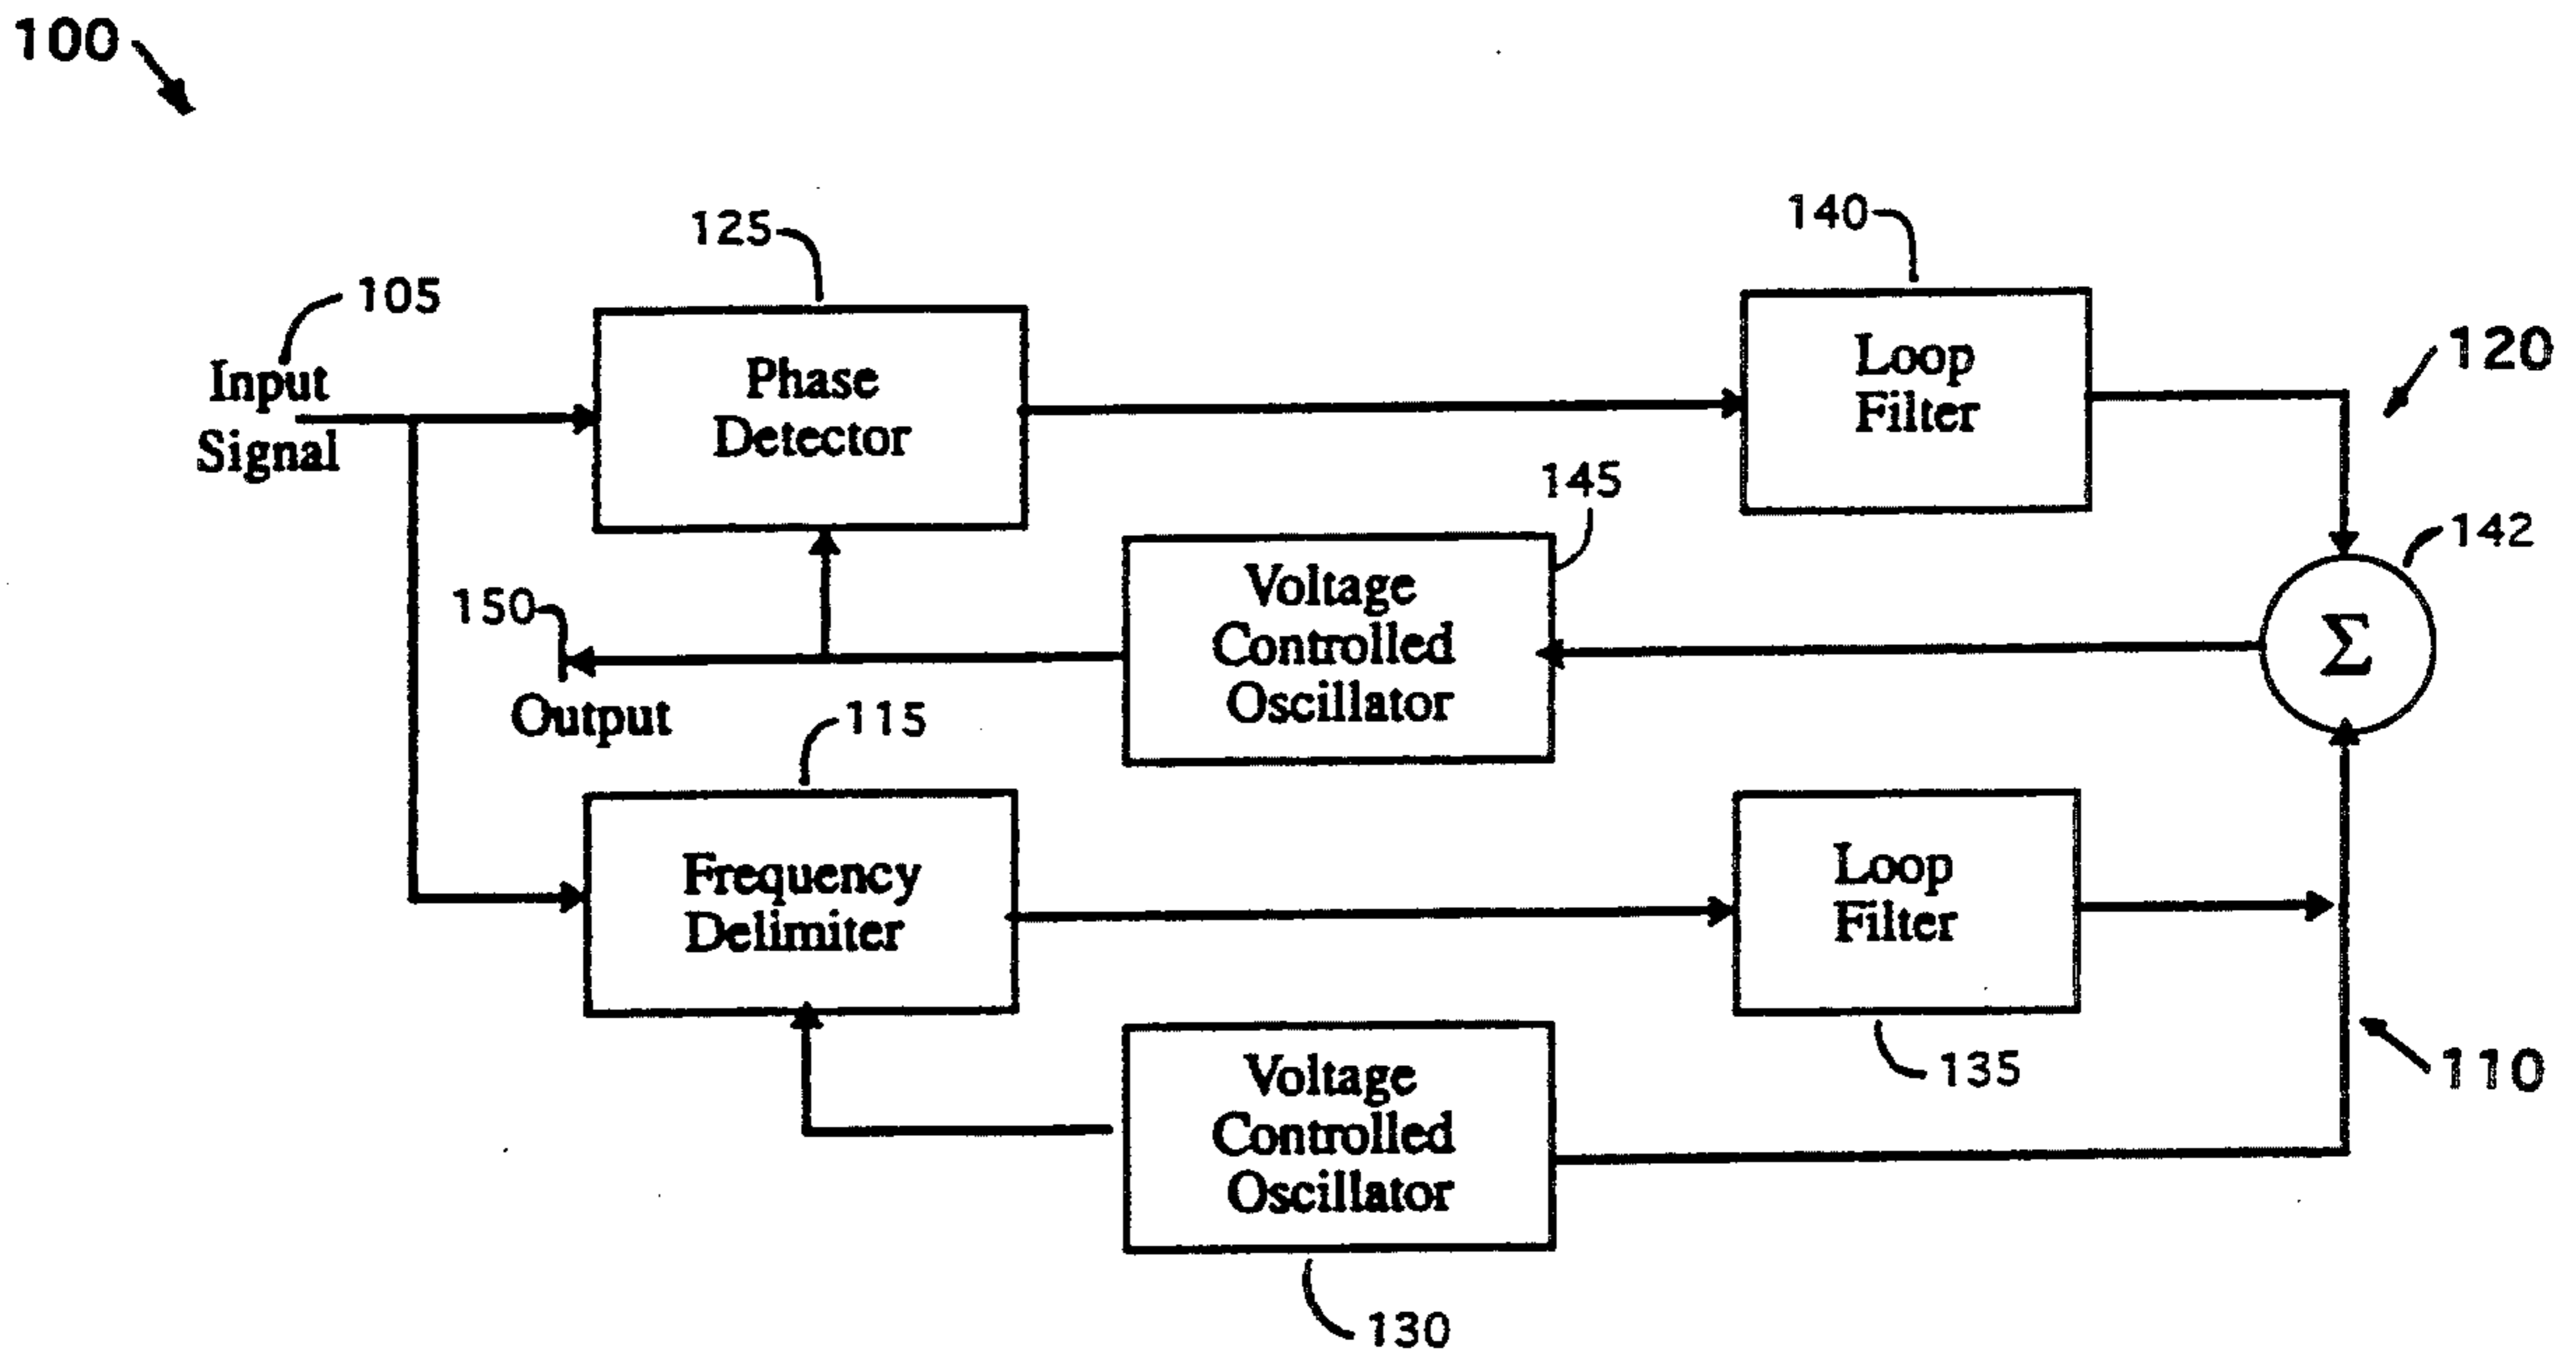 100
125
140
105
Input
Signal
Phase
Detector
Loop
Filter
120
145
142
150
Voltage
Controlled
Oscillator
Σ
Output
115
Frequency
Delimiter
Loop
Filter
135
110
Voltage
Controlled
Oscillator
130